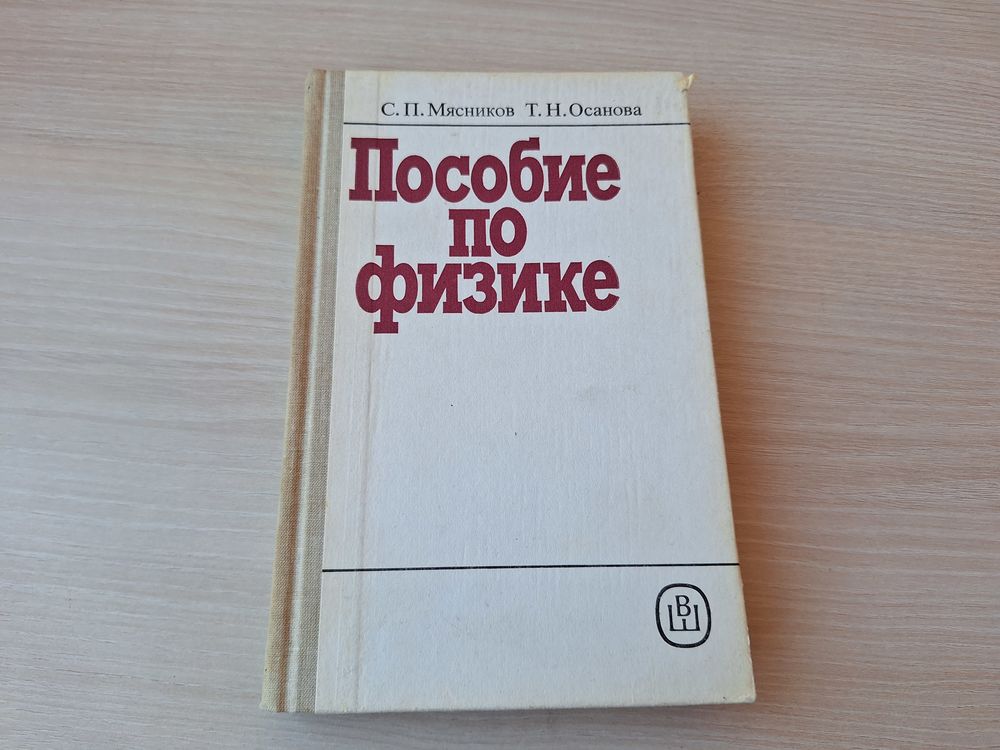 С. П. Мясников Т. Н. Осанова
Пособие
по
физике
ВШ